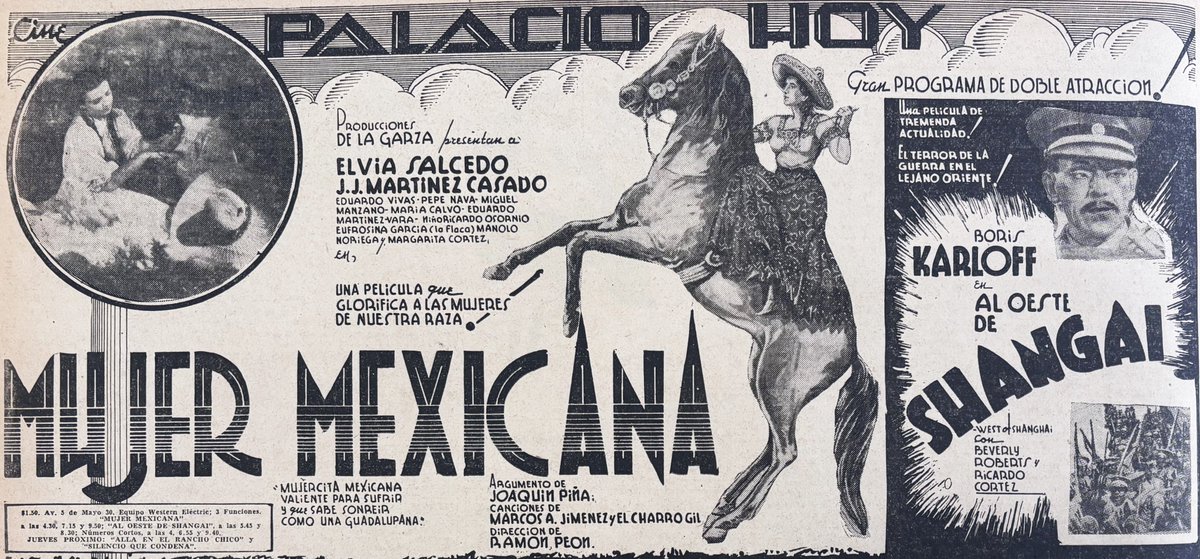 Cine
PALACIO HOY
PRODUCCIONES
DE LA GARZA presentan a
ELVIA SALCEDO
J.J. MARTINEZ CASADO
EDUARDO VIVAS - PEPE NAVA - MIGUEL
MANZANO - MARIA CALVO - EDUARDO
MARTINEZ-VARA - NIÑO RICARDO OSORNIO
EUFROSINA GARCIA (la Flaca) MANOLO
NORIEGA y MARGARITA CORTEZ,
EN,
UNA PELICULA que
GLORIFICA A LAS MUJERES
DE NUESTRA RAZA.!
MUJER MEXICANA
"MUJERCITA MEXICANA
VALIENTE PARA SUFRIR
y que SABE SONREIR
COMO UNA GUADALUPANA."
ARGUMENTO DE
JOAQUIN PIÑA;
CANCIONES DE
MARCOS A. JIMENEZ Y EL CHARRO GIL
DIRECCION DE
RAMON PEON.
$1.50. Av. 5 de Mayo 30. Equipo Western Eléctric; 3 Funciones.
"MUJER MEXICANA"
a las 4.30, 7.15 y 9.50; "AL OESTE DE SHANGAI", a las 5.45 y
8.30; Números Cortos, a las 4, 6.55 y 9.40.
JUEVES PROXIMO: "ALLA EN EL RANCHO CHICO" y
"SILENCIO QUE CONDENA".
Gran PROGRAMA DE DOBLE ATRACCION.!
UNA PELICULA DE
TREMENDA
ACTUALIDAD.!
EL TERROR DE LA
GUERRA EN EL
LEJANO ORIENTE!
BORIS
KARLOFF
en
AL OESTE
DE
SHANGAI
-WEST of SHANGHAI
con
BEVERLY
ROBERTS Y
RICARDO
CORTEZ